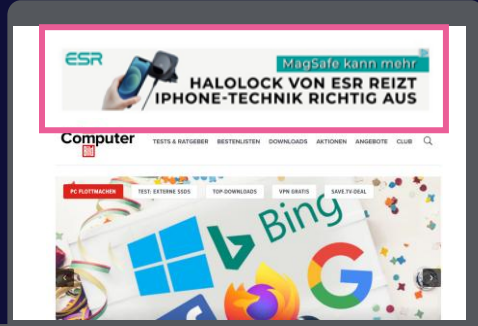 ESR
MagSafe kann mehr
HALOLOCK VON ESR REIZT
IPHONE-TECHNIK RICHTIG AUS
Computer
Bild
TESTS & RATGEBER BESTENLISTEN DOWNLOADS AKTIONEN ANGEBOTE CLUB
PC FLOTTMACHEN TEST: EXTERNE SSDS TOP-DOWNLOADS VPN GRATIS SAVE.TV-DEAL
Bing